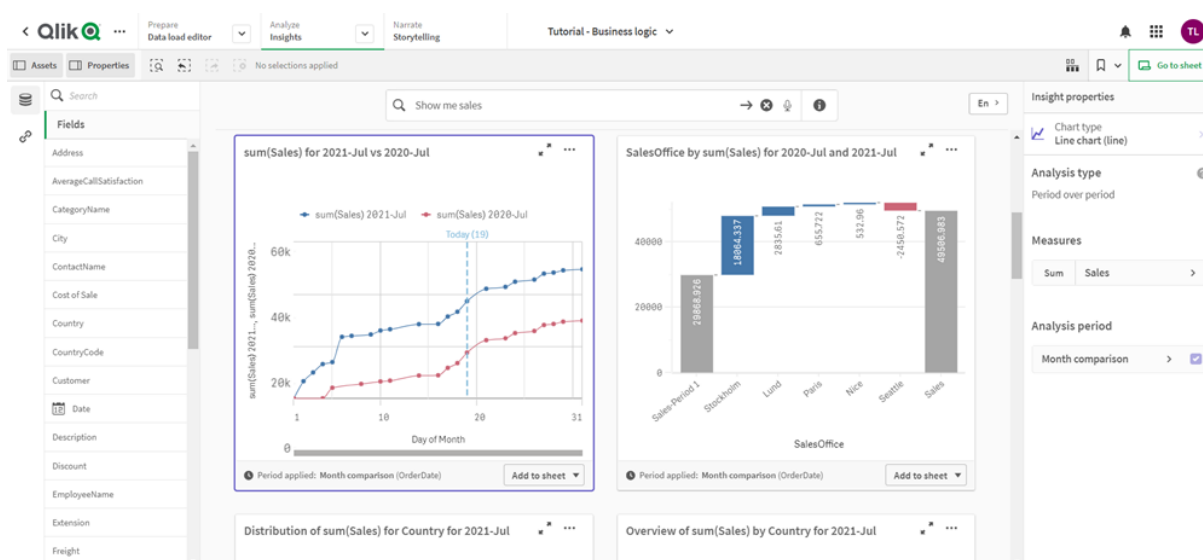 Qlik
Prepare
Data load editor
Analyze
Insights
Narrate
Storytelling
Tutorial - Business logic
TL
Assets
Properties
No selections applied
Go to sheet
Search
Fields
Address
AverageCallSatisfaction
CategoryName
City
ContactName
Cost of Sale
Country
CountryCode
Customer
Date
Description
Discount
EmployeeName
Extension
Freight
Show me sales
En
sum(Sales) for 2021-Jul vs 2020-Jul
sum(Sales) 2021-Jul
sum(Sales) 2020-Jul
Today (19)
sum(Sales) 2021..., sum(Sales) 2020...
60k
40k
20k
0
1
10
20
31
Day of Month
Period applied: Month comparison (OrderDate)
Add to sheet
SalesOffice by sum(Sales) for 2020-Jul and 2021-Jul
40000
20000
0
29868.926
18064.337
2835.61
655.722
532.96
-2450.572
49506.983
Sales-Period 1
Stockholm
Lund
Paris
Nice
Seattle
Sales
SalesOffice
Period applied: Month comparison (OrderDate)
Add to sheet
Distribution of sum(Sales) for Country for 2021-Jul
Overview of sum(Sales) by Country for 2021-Jul
Insight properties
Chart type
Line chart (line)
Analysis type
Period over period
Measures
Sum
Sales
Analysis period
Month comparison